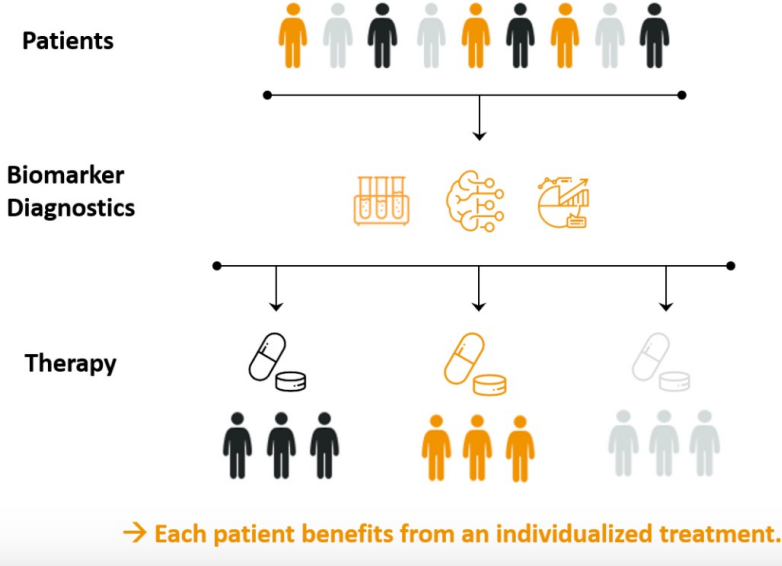 Patients
Biomarker
Diagnostics
Therapy
→ Each patient benefits from an individualized treatment.